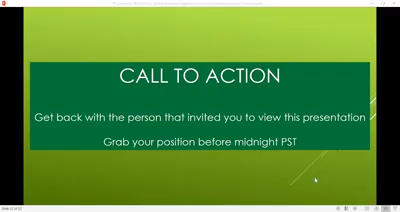 CALL TO ACTION
Get back with the person that invited you to view this presentation
Grab your position before midnight PST